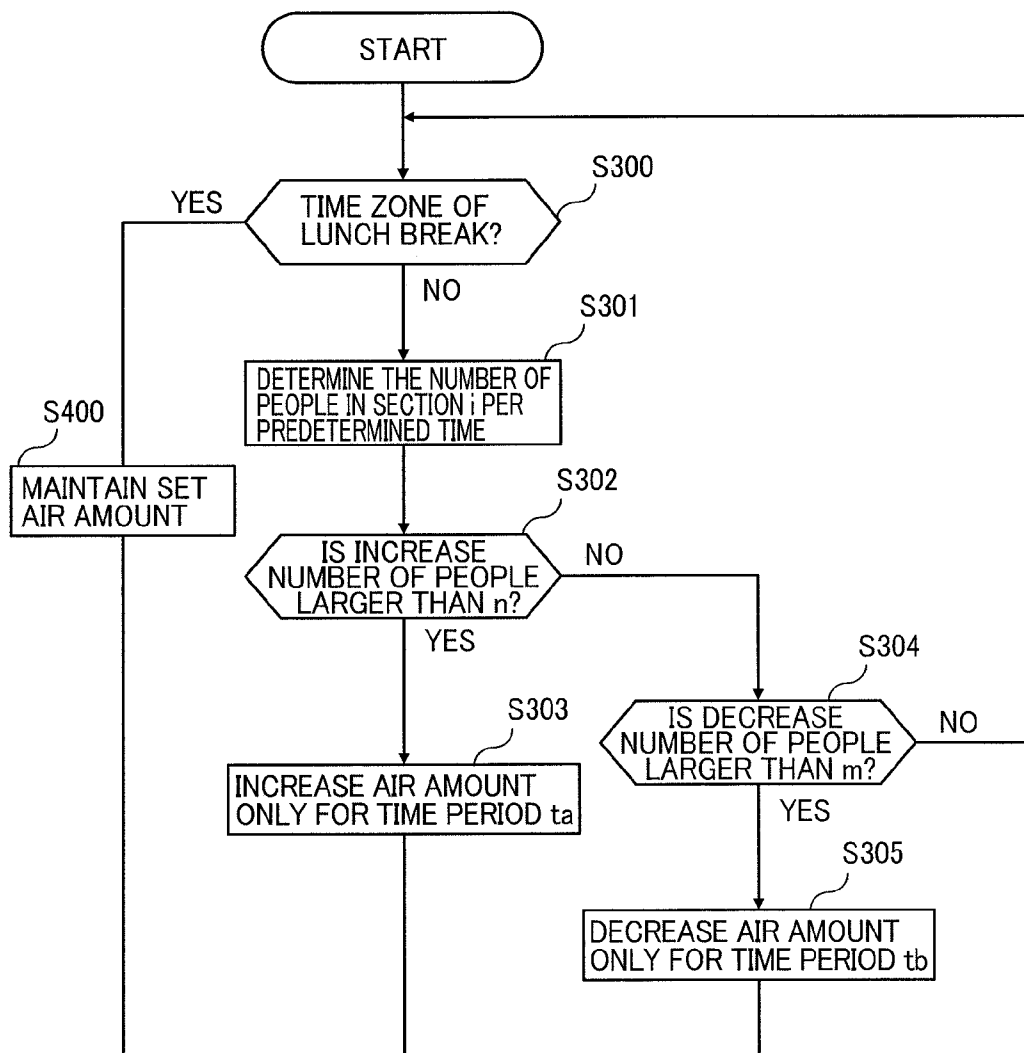 START
S300
YES
TIME ZONE OF
LUNCH BREAK?
NO
S301
DETERMINE THE NUMBER OF
PEOPLE IN SECTION i PER
PREDETERMINED TIME
S400
MAINTAIN SET
AIR AMOUNT
S302
IS INCREASE
NUMBER OF PEOPLE
LARGER THAN n?
NO
YES
S304
IS DECREASE
NUMBER OF PEOPLE
LARGER THAN m?
NO
YES
S303
INCREASE AIR AMOUNT
ONLY FOR TIME PERIOD ta
S305
DECREASE AIR AMOUNT
ONLY FOR TIME PERIOD tb